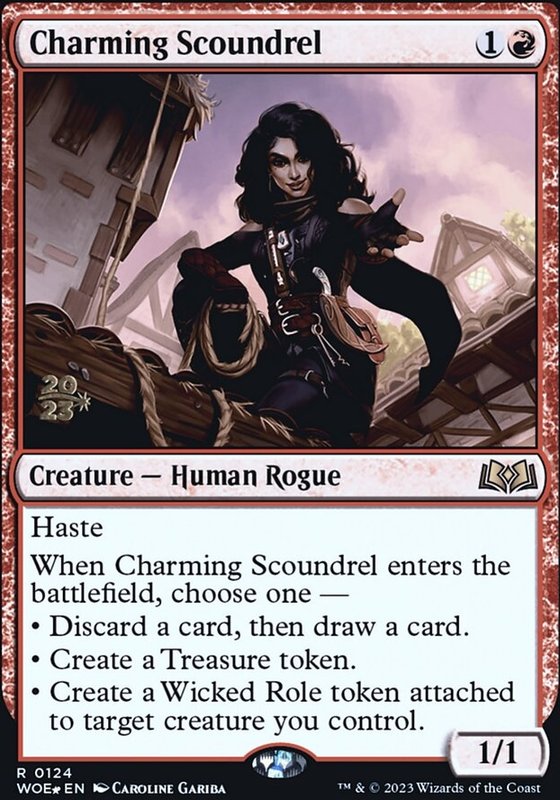 Charming Scoundrel 1
20
23
Creature — Human Rogue
Haste
When Charming Scoundrel enters the
battlefield, choose one —
• Discard a card, then draw a card.
• Create a Treasure token.
• Create a Wicked Role token attached
to target creature you control.
1/1
R 0124
WOE★EN CAROLINE GARIBA
™ & © 2023 Wizards of the Coast